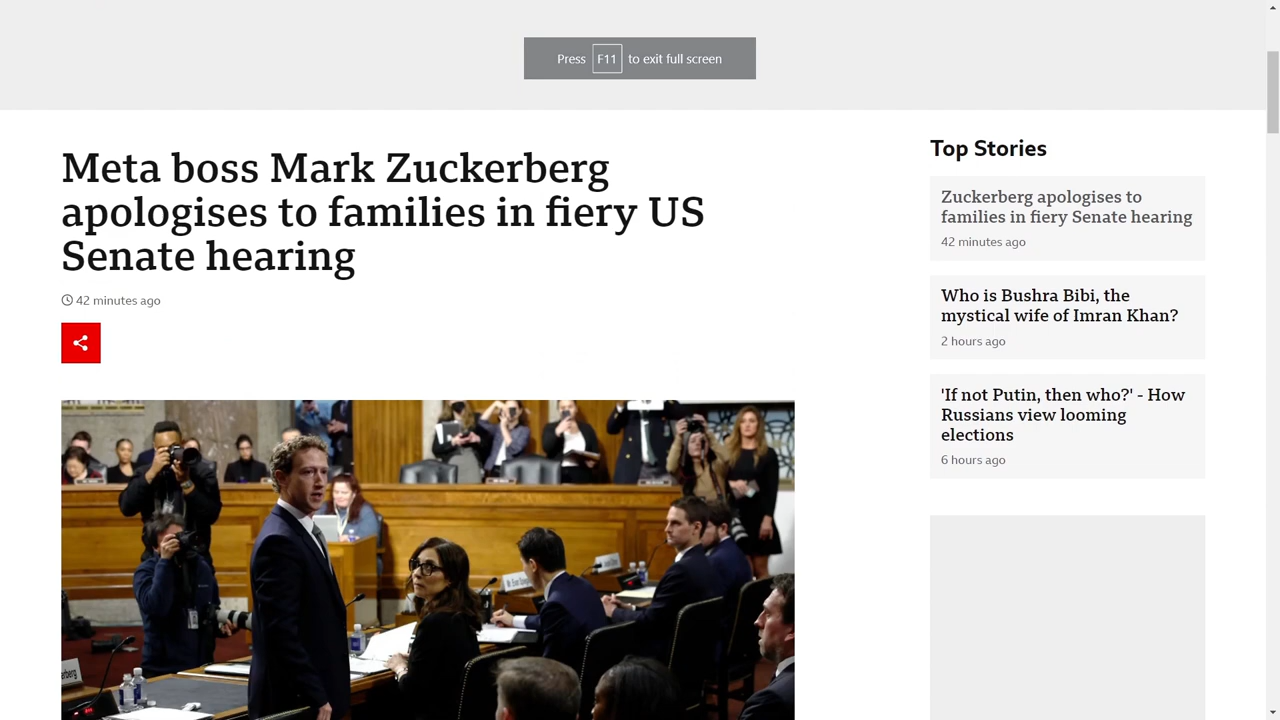 Press F11 to exit full screen
Meta boss Mark Zuckerberg
apologises to families in fiery US
Senate hearing
42 minutes ago
Top Stories
Zuckerberg apologises to
families in fiery Senate hearing
42 minutes ago
Who is Bushra Bibi, the
mystical wife of Imran Khan?
2 hours ago
'If not Putin, then who?' - How
Russians view looming
elections
6 hours ago